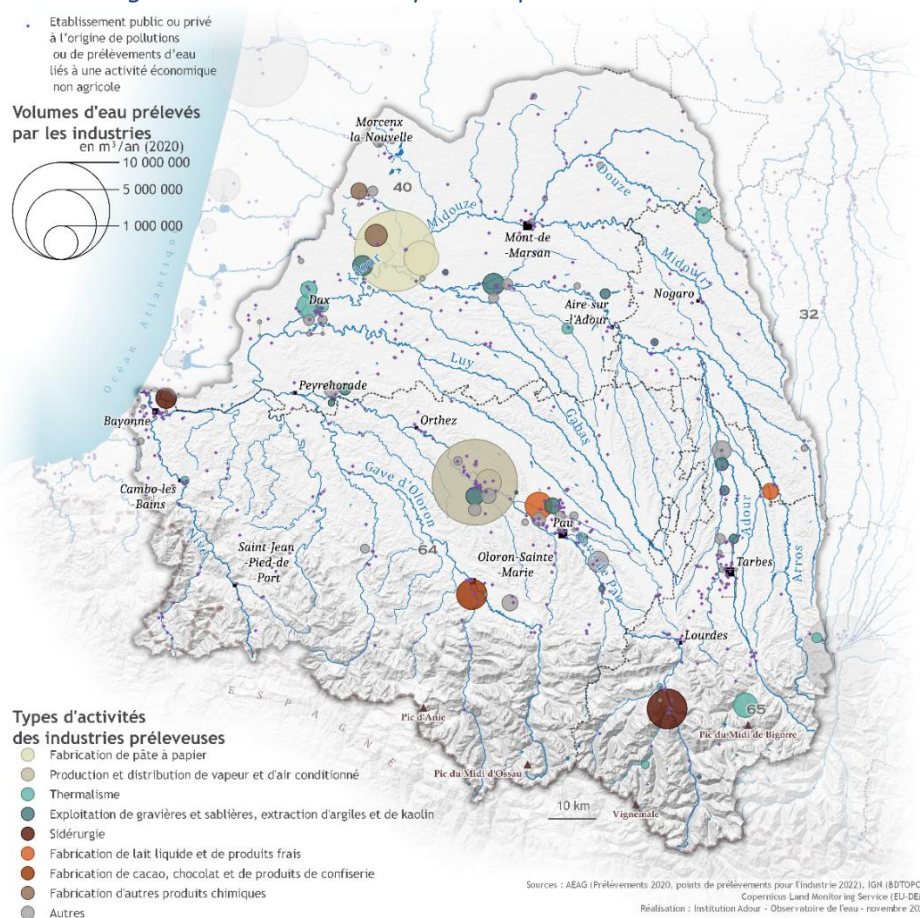 Etablissement public ou privé
à l'origine de pollutions
ou de prélèvements d'eau
liés à une activité économique
non agricole
Volumes d'eau prélevés
par les industries
en m³/an (2020)
10 000 000
5 000 000
1 000 000
Océan Atlantique
Morcenx
la-Nouvelle
40
Midouze
Douze
Mont-de
-Marsan
Midour
Nogaro
32
Adour
Dax
Aire-sur
-l'Adour
Luy
Peyrehorade
Bayonne
Orthez
Gabas
Gave d'Oloron
Cambo-les
Bains
Pau
Adour
Nive
Saint-Jean
-Pied-de
-Port
64
Oloron-Sainte
-Marie
Gave de Pau
Tarbes
Arros
Lourdes
ESPAGNE
Pic d'Anie
65
Pic du Midi de Bigorre
Pic du Midi d'Ossau
Vignemale
10 km
Types d'activités
des industries préleveuses
Fabrication de pâte à papier
Production et distribution de vapeur et d'air conditionné
Thermalisme
Exploitation de gravières et sablières, extraction d'argiles et de kaolin
Sidérurgie
Fabrication de lait liquide et de produits frais
Fabrication de cacao, chocolat et de produits de confiserie
Fabrication d'autres produits chimiques
Autres
Sources : AEAG (Prélèvements 2020, points de prélèvements pour l'industrie 2022), IGN (BDTOPO
Copernicus Land Monitoring Service (EU-DE
Réalisation : Institution Adour - Observatoire de l'eau - novembre 20